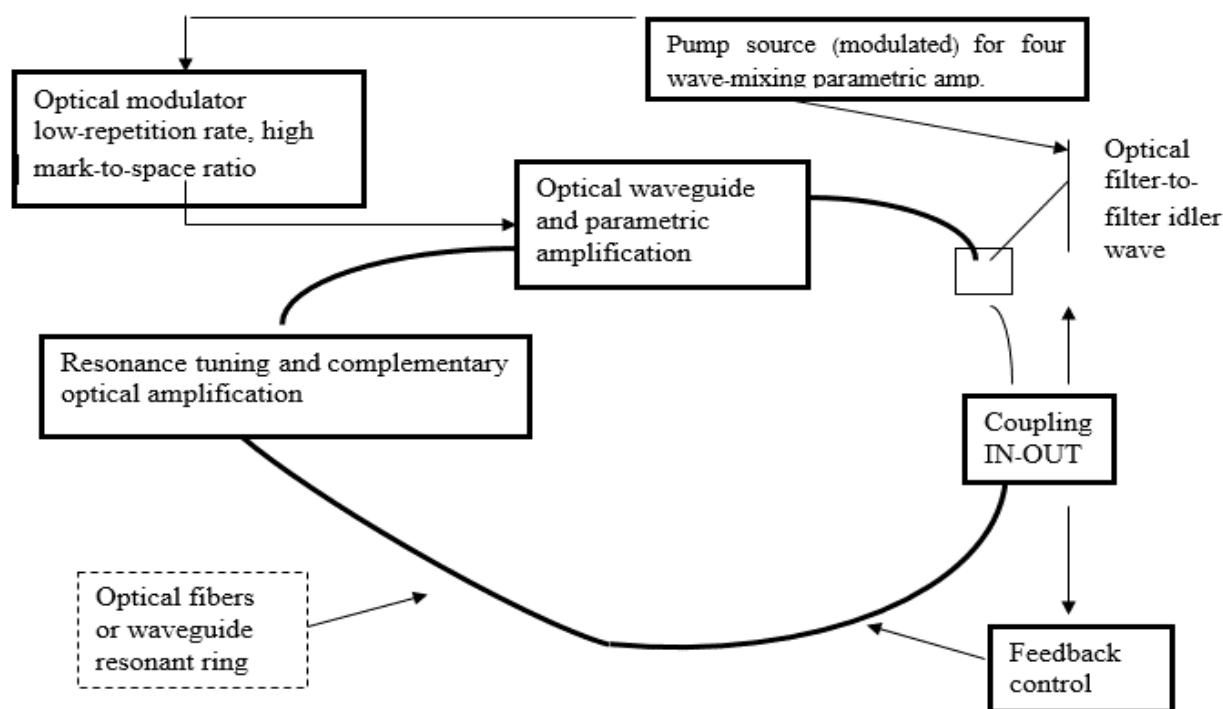 Pump source (modulated) for four
wave-mixing parametric amp.
Optical modulator
low-repetition rate, high
mark-to-space ratio
Optical
filter-to-
filter idler
wave
Optical waveguide
and parametric
amplification
Resonance tuning and complementary
optical amplification
Coupling
IN-OUT
Optical fibers
or waveguide
resonant ring
Feedback
control